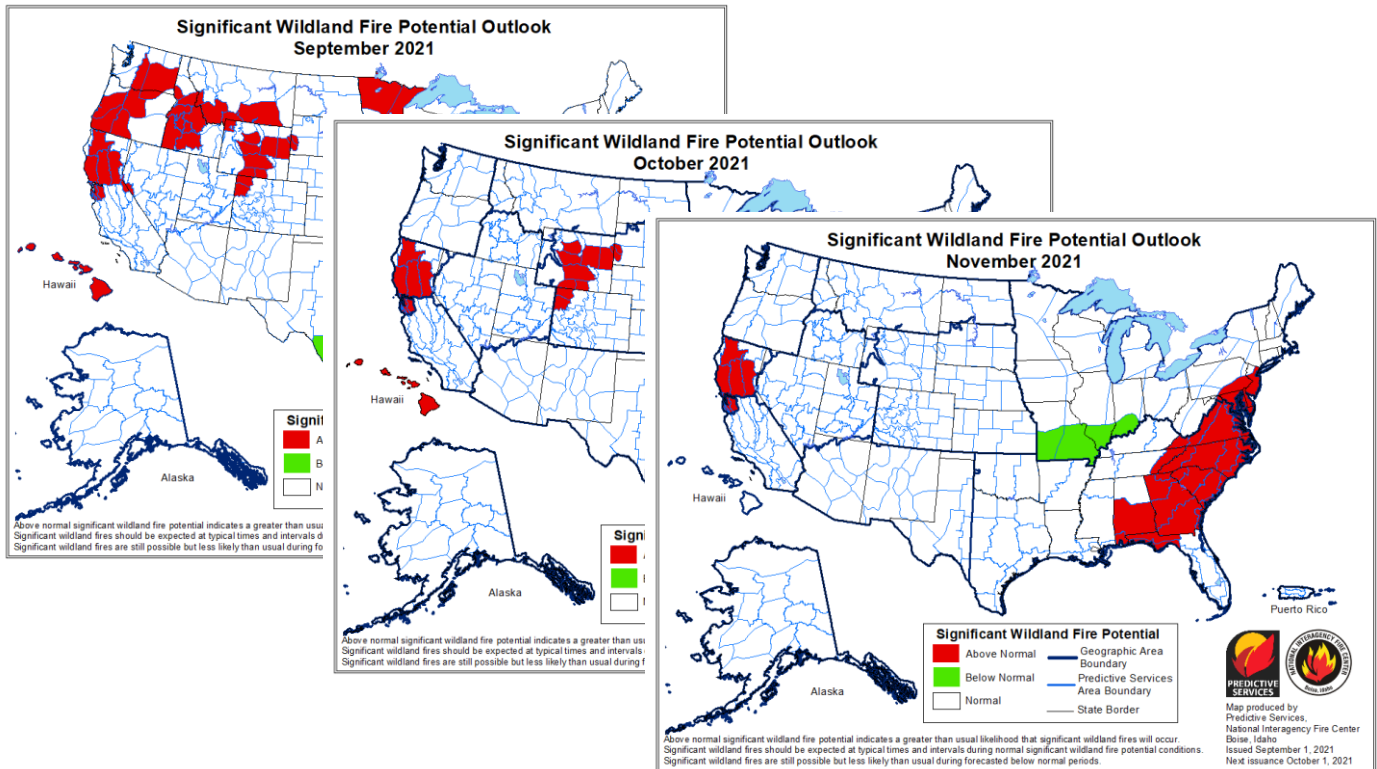 Significant Wildland Fire Potential Outlook
September 2021
Hawaii
Alaska
Signif
A
B
N
Above normal significant wildland fire potential indicates a greater than usu
Significant wildland fires should be expected at typical times and intervals d
Significant wildland fires are still possible but less likely than usual during fo
Significant Wildland Fire Potential Outlook
October 2021
Hawaii
Alaska
Signi
Above normal significant wildland fire potential indicates a greater than usu
Significant wildland fires should be expected at typical times and intervals
Significant wildland fires are still possible but less likely than usual during f
Significant Wildland Fire Potential Outlook
November 2021
Hawaii
Alaska
Puerto Rico
Significant Wildland Fire Potential
Above Normal
Below Normal
Normal
Geographic Area
Boundary
Predictive Services
Area Boundary
State Border
PREDICTIVE
SERVICES
NATIONAL INTERAGENCY FIRE CENTER
Boise, Idaho
Map produced by
Predictive Services,
National Interagency Fire Center
Boise, Idaho
Issued September 1, 2021
Next issuance October 1, 2021
Above normal significant wildland fire potential indicates a greater than usual likelihood that significant wildland fires will occur.
Significant wildland fires should be expected at typical times and intervals during normal significant wildland fire potential conditions.
Significant wildland fires are still possible but less likely than usual during forecasted below normal periods.